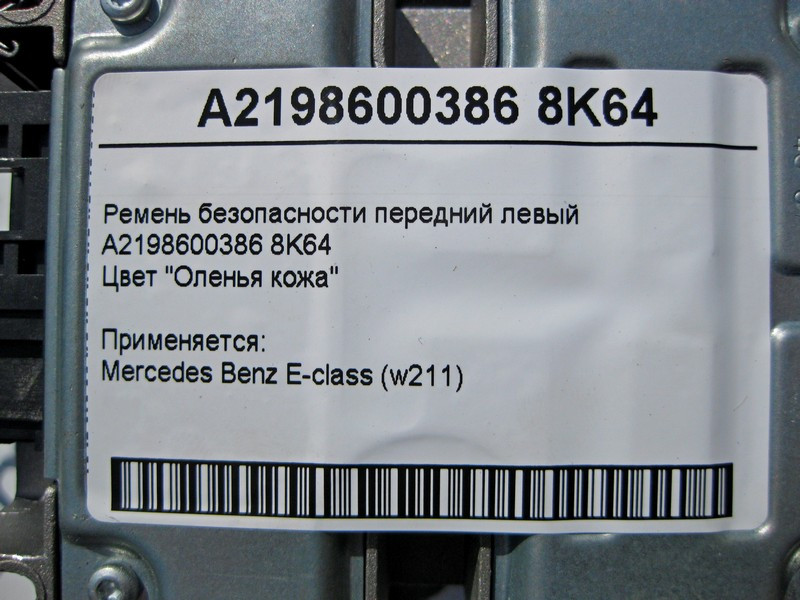 A2198600386 8K64
Ремень безопасности передний левый
A2198600386 8K64
Цвет "Оленья кожа"
Применяется:
Mercedes Benz E-class (w211)